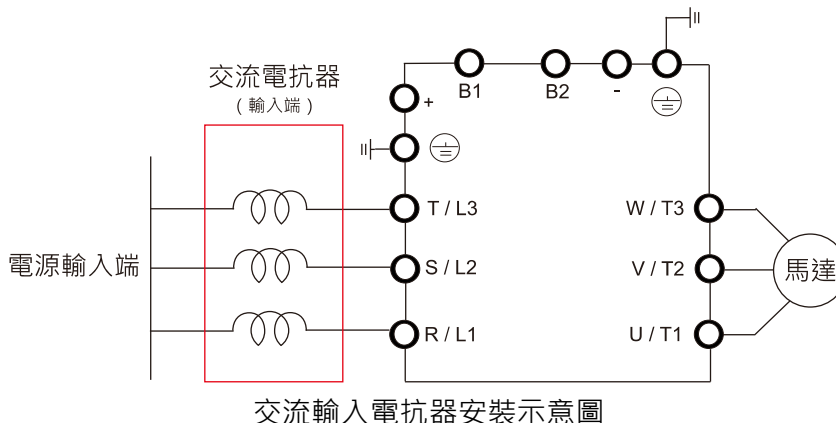 交流電抗器
（輸入端）
+
B1
B2
-
T / L3
W / T3
電源輸入端
S / L2
V / T2
馬達
R / L1
U / T1
交流輸入電抗器安裝示意圖